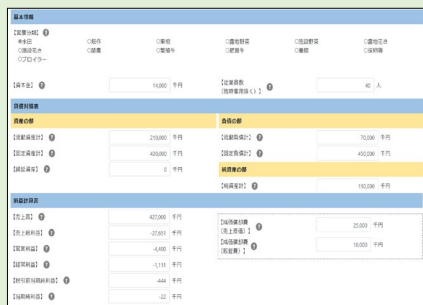 基本情報
【営農分類】
水田 畑作 果樹 露地野菜 施設野菜 露地花き
施設花き 酪農 繁殖牛 肥育牛 養豚 採卵鶏
ブロイラー
【資本金】 14,000 千円 【従業員数
(臨時雇用除く)】 40 人
貸借対照表
資産の部 負債の部
【流動資産計】 210,000 千円 【流動負債計】 70,000 千円
【固定資産計】 420,000 千円 【固定負債計】 450,000 千円
【繰延資産】 0 千円 純資産の部
【純資産計】 110,000 千円
損益計算書
【売上高】 427,000 千円
【売上総利益】 -27,651 千円
【営業利益】 -4,400 千円
【経常利益】 -1,111 千円
【税引前当期純利益】 -444 千円
【当期純利益】 -22 千円
【減価償却費
(売上原価)】 25,000 千円
【減価償却費
(販管費)】 18,000 千円